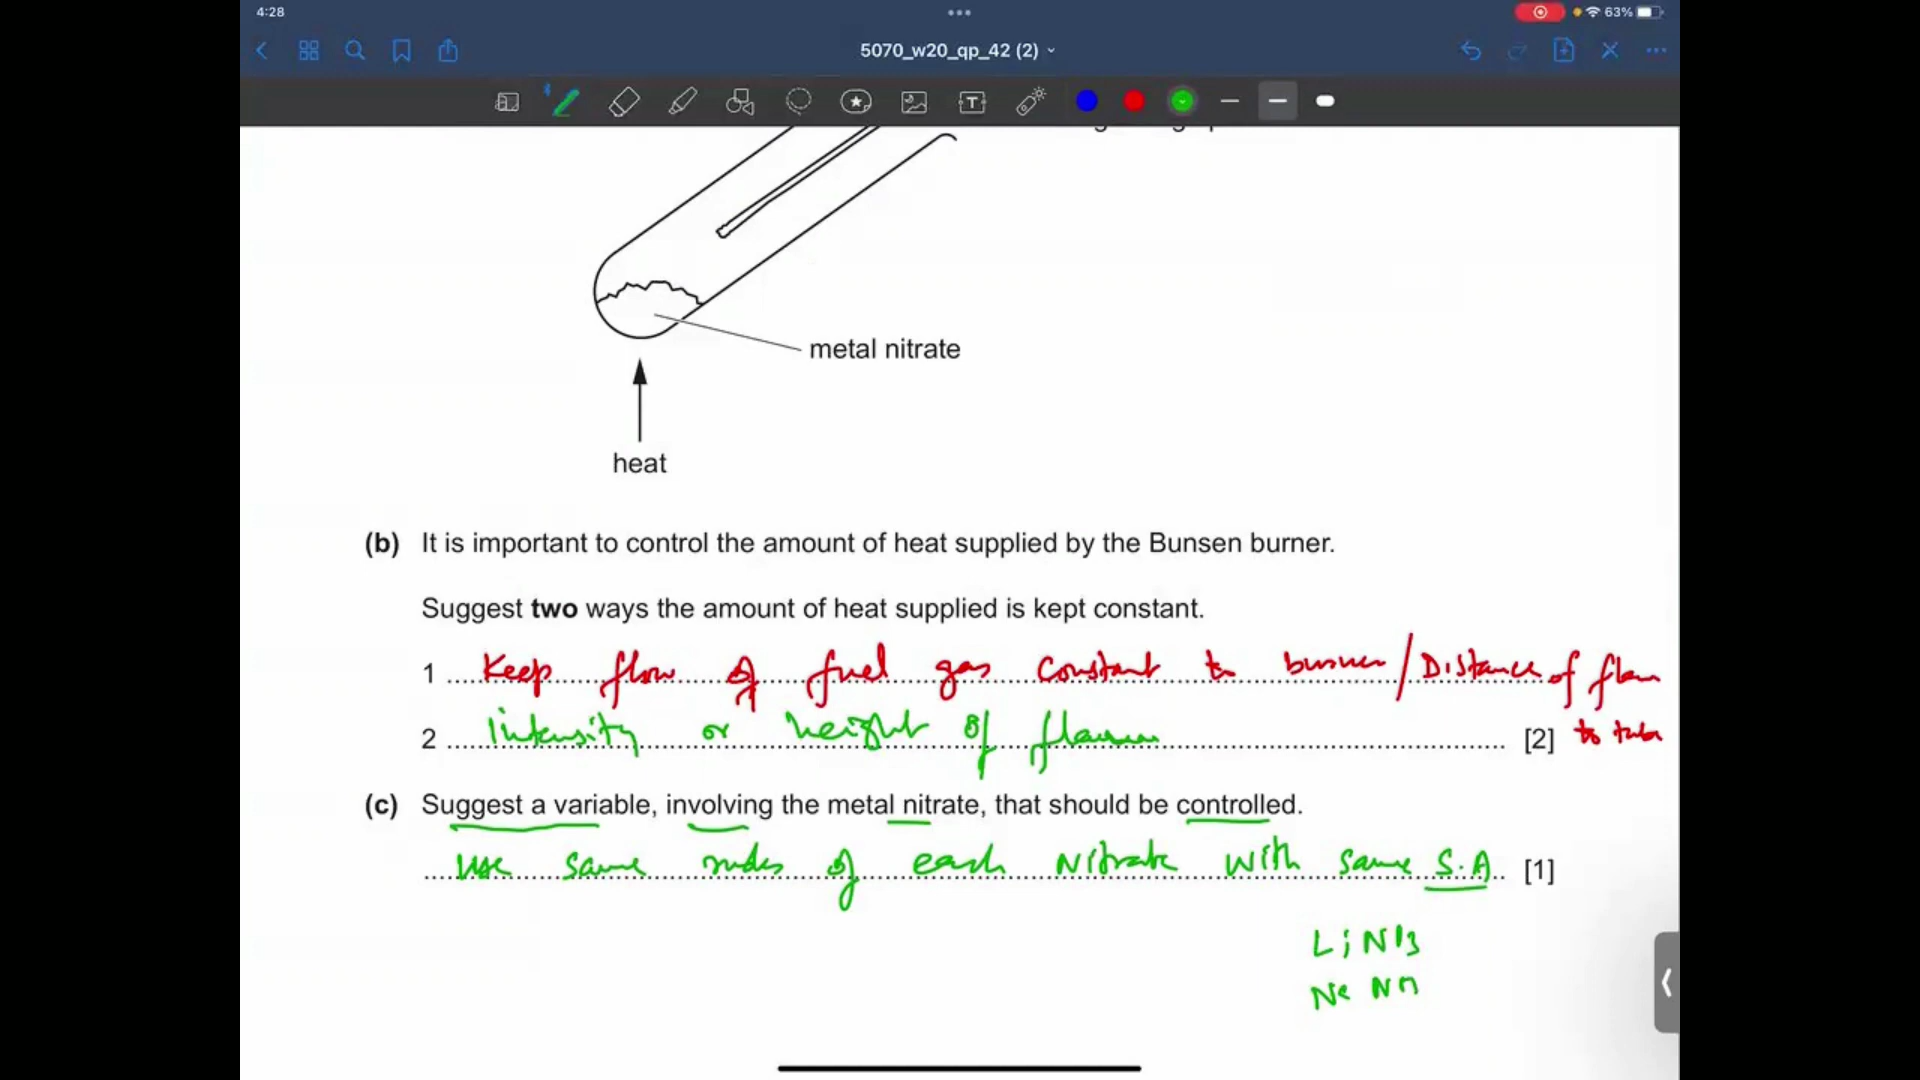 4:28
63%
5070_w20_qp_42 (2)
metal nitrate
heat
(b) It is important to control the amount of heat supplied by the Bunsen burner.
Suggest two ways the amount of heat supplied is kept constant.
1 Keep flow of fuel gas constant to burner / Distance of flam
2 intensity or height of flame [2] to tube
(c) Suggest a variable, involving the metal nitrate, that should be controlled.
Use same moles of each Nitrate with same S.A [1]